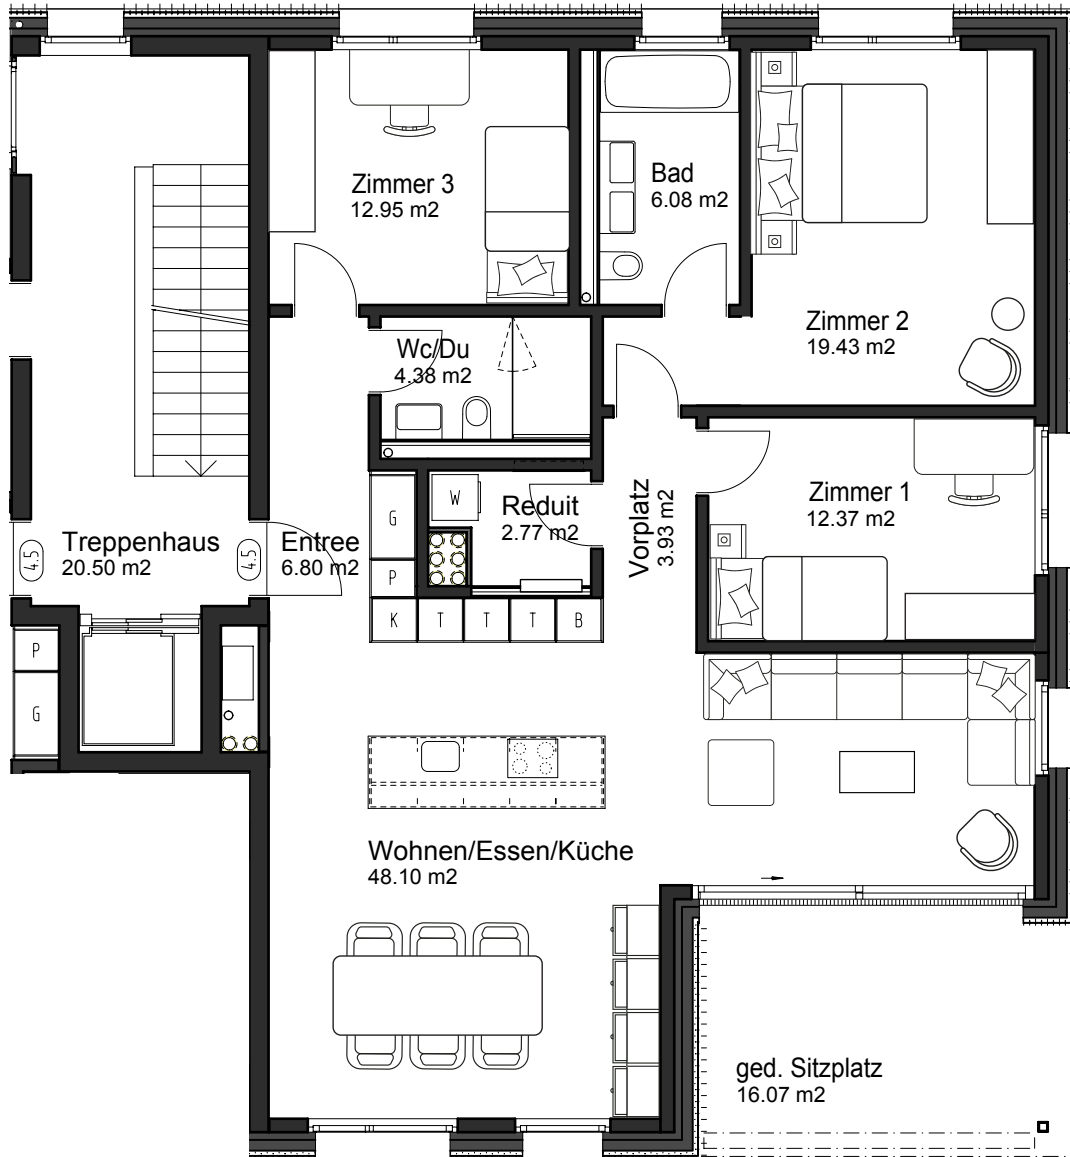 Zimmer 3
12.95 m2
Bad
6.08 m2
Zimmer 2
19.43 m2
Wc/Du
4.38 m2
W
Reduit
2.77 m2
G
P
Vorplatz
3.93 m2
Zimmer 1
12.37 m2
4.5
Treppenhaus
20.50 m2
4.5
Entree
6.80 m2
K
T
T
T
B
P
G
Wohnen/Essen/Küche
48.10 m2
ged. Sitzplatz
16.07 m2